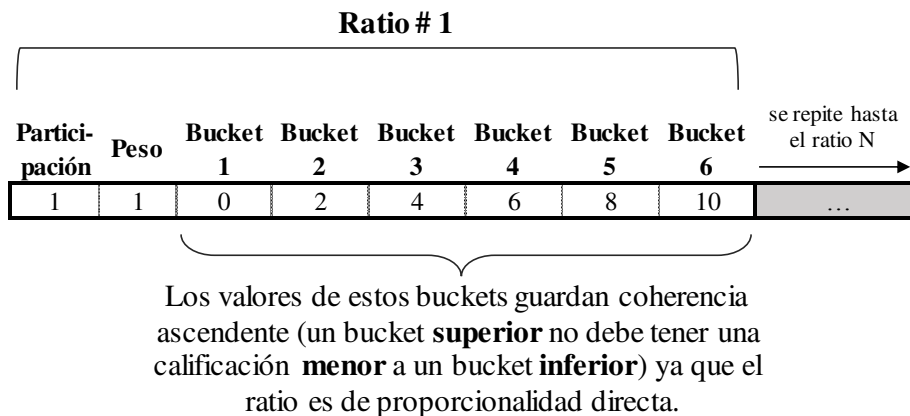 Ratio # 1
Partici-
pación
Peso
Bucket Bucket Bucket Bucket Bucket Bucket
1 2 3 4 5 6
se repite hasta
el ratio N
1 1 0 2 4 6 8 10 ...
Los valores de estos buckets guardan coherencia
ascendente (un bucket superior no debe tener una
calificación menor a un bucket inferior) ya que el
ratio es de proporcionalidad directa.